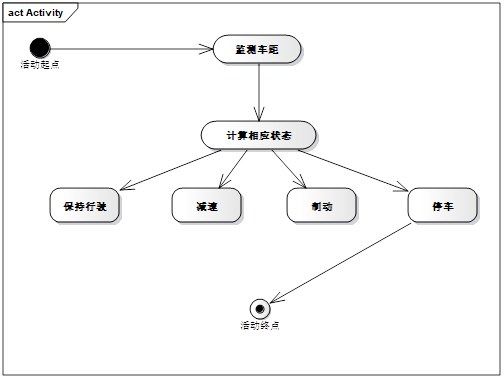 act Activity
活动起点
监测车距
计算相应状态
保持行驶
减速
制动
停车
活动终点